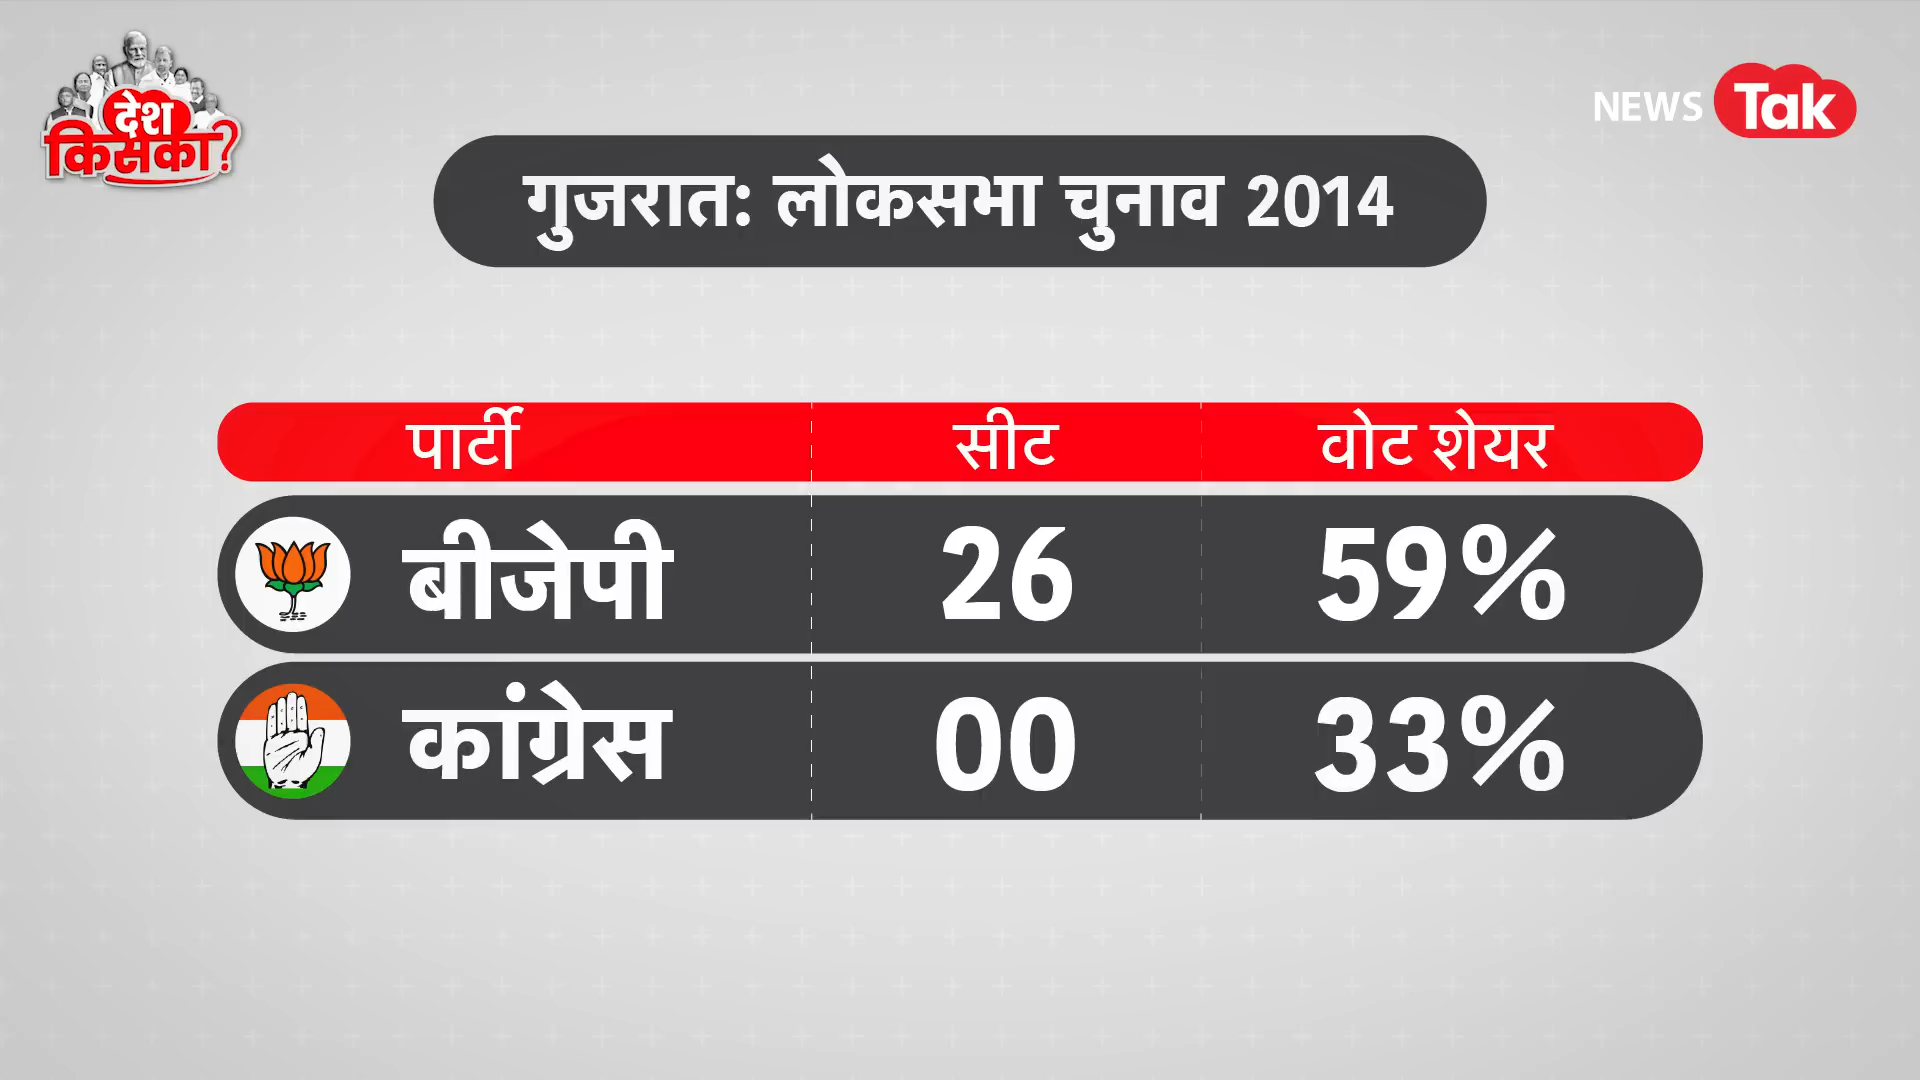 देश
किसका?
NEWS Tak
गुजरात: लोकसभा चुनाव 2014
पार्टी सीट वोट शेयर
बीजेपी 26 59%
कांग्रेस 00 33%